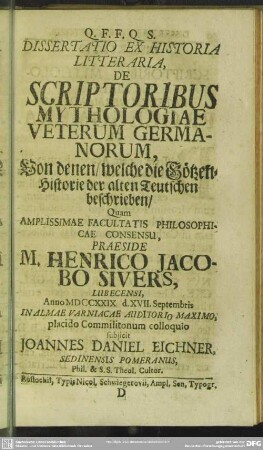 Q. F. F. Q S.
DISSERTATIO EX HISTORIA
LITTERARIA,
DE
SCRIPTORIBUS
MYTHOLOGIAE
VETERUM GERMA-
NORUM,
Von denen / welche die Götzen-
Historie der alten Teutschen
beschrieben /
Quam
AMPLISSIMAE FACULTATIS PHILOSOPHI-
CAE CONSENSU,
PRAESIDE
M. HENRICO JACO-
BO SIVERS,
LUBECENSI,
Anno MDCCXXIX d. XVII. Septembris
IN ALMAE VARNIACAE AUDITORIO MAXIMO,
placido Commilitonum colloquio
subjicit
JOANNES DANIEL EICHNER,
SEDINENSIS POMERANUS,
Phil. & S. S. Theol. Cultor.
Rostochii, Typis Nicol. Schwiegerovii, Ampl. Sen. Typogr.
D